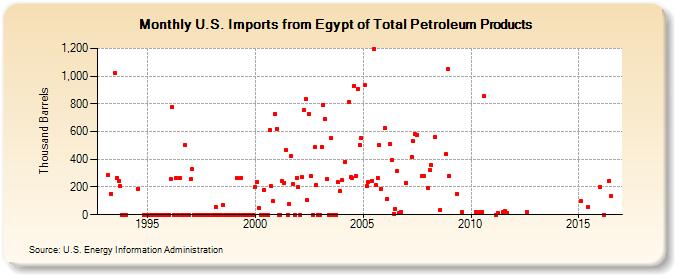 Monthly U.S. Imports from Egypt of Total Petroleum Products
Thousand Barrels
1,200
1,000
800
600
400
200
0
1995 2000 2005 2010 2015
Source: U.S. Energy Information Administration